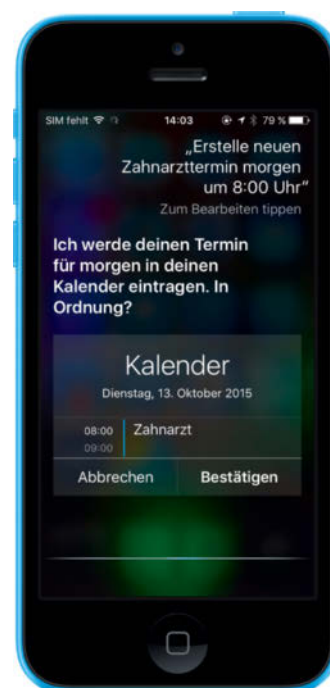 SIM fehlt 14:03 79 %
„Erstelle neuen
Zahnarzttermin morgen
um 8:00 Uhr“
Zum Bearbeiten tippen
Ich werde deinen Termin
für morgen in deinen
Kalender eintragen. In
Ordnung?
Kalender
Dienstag, 13. Oktober 2015
08:00 Zahnarzt
09:00
Abbrechen Bestätigen